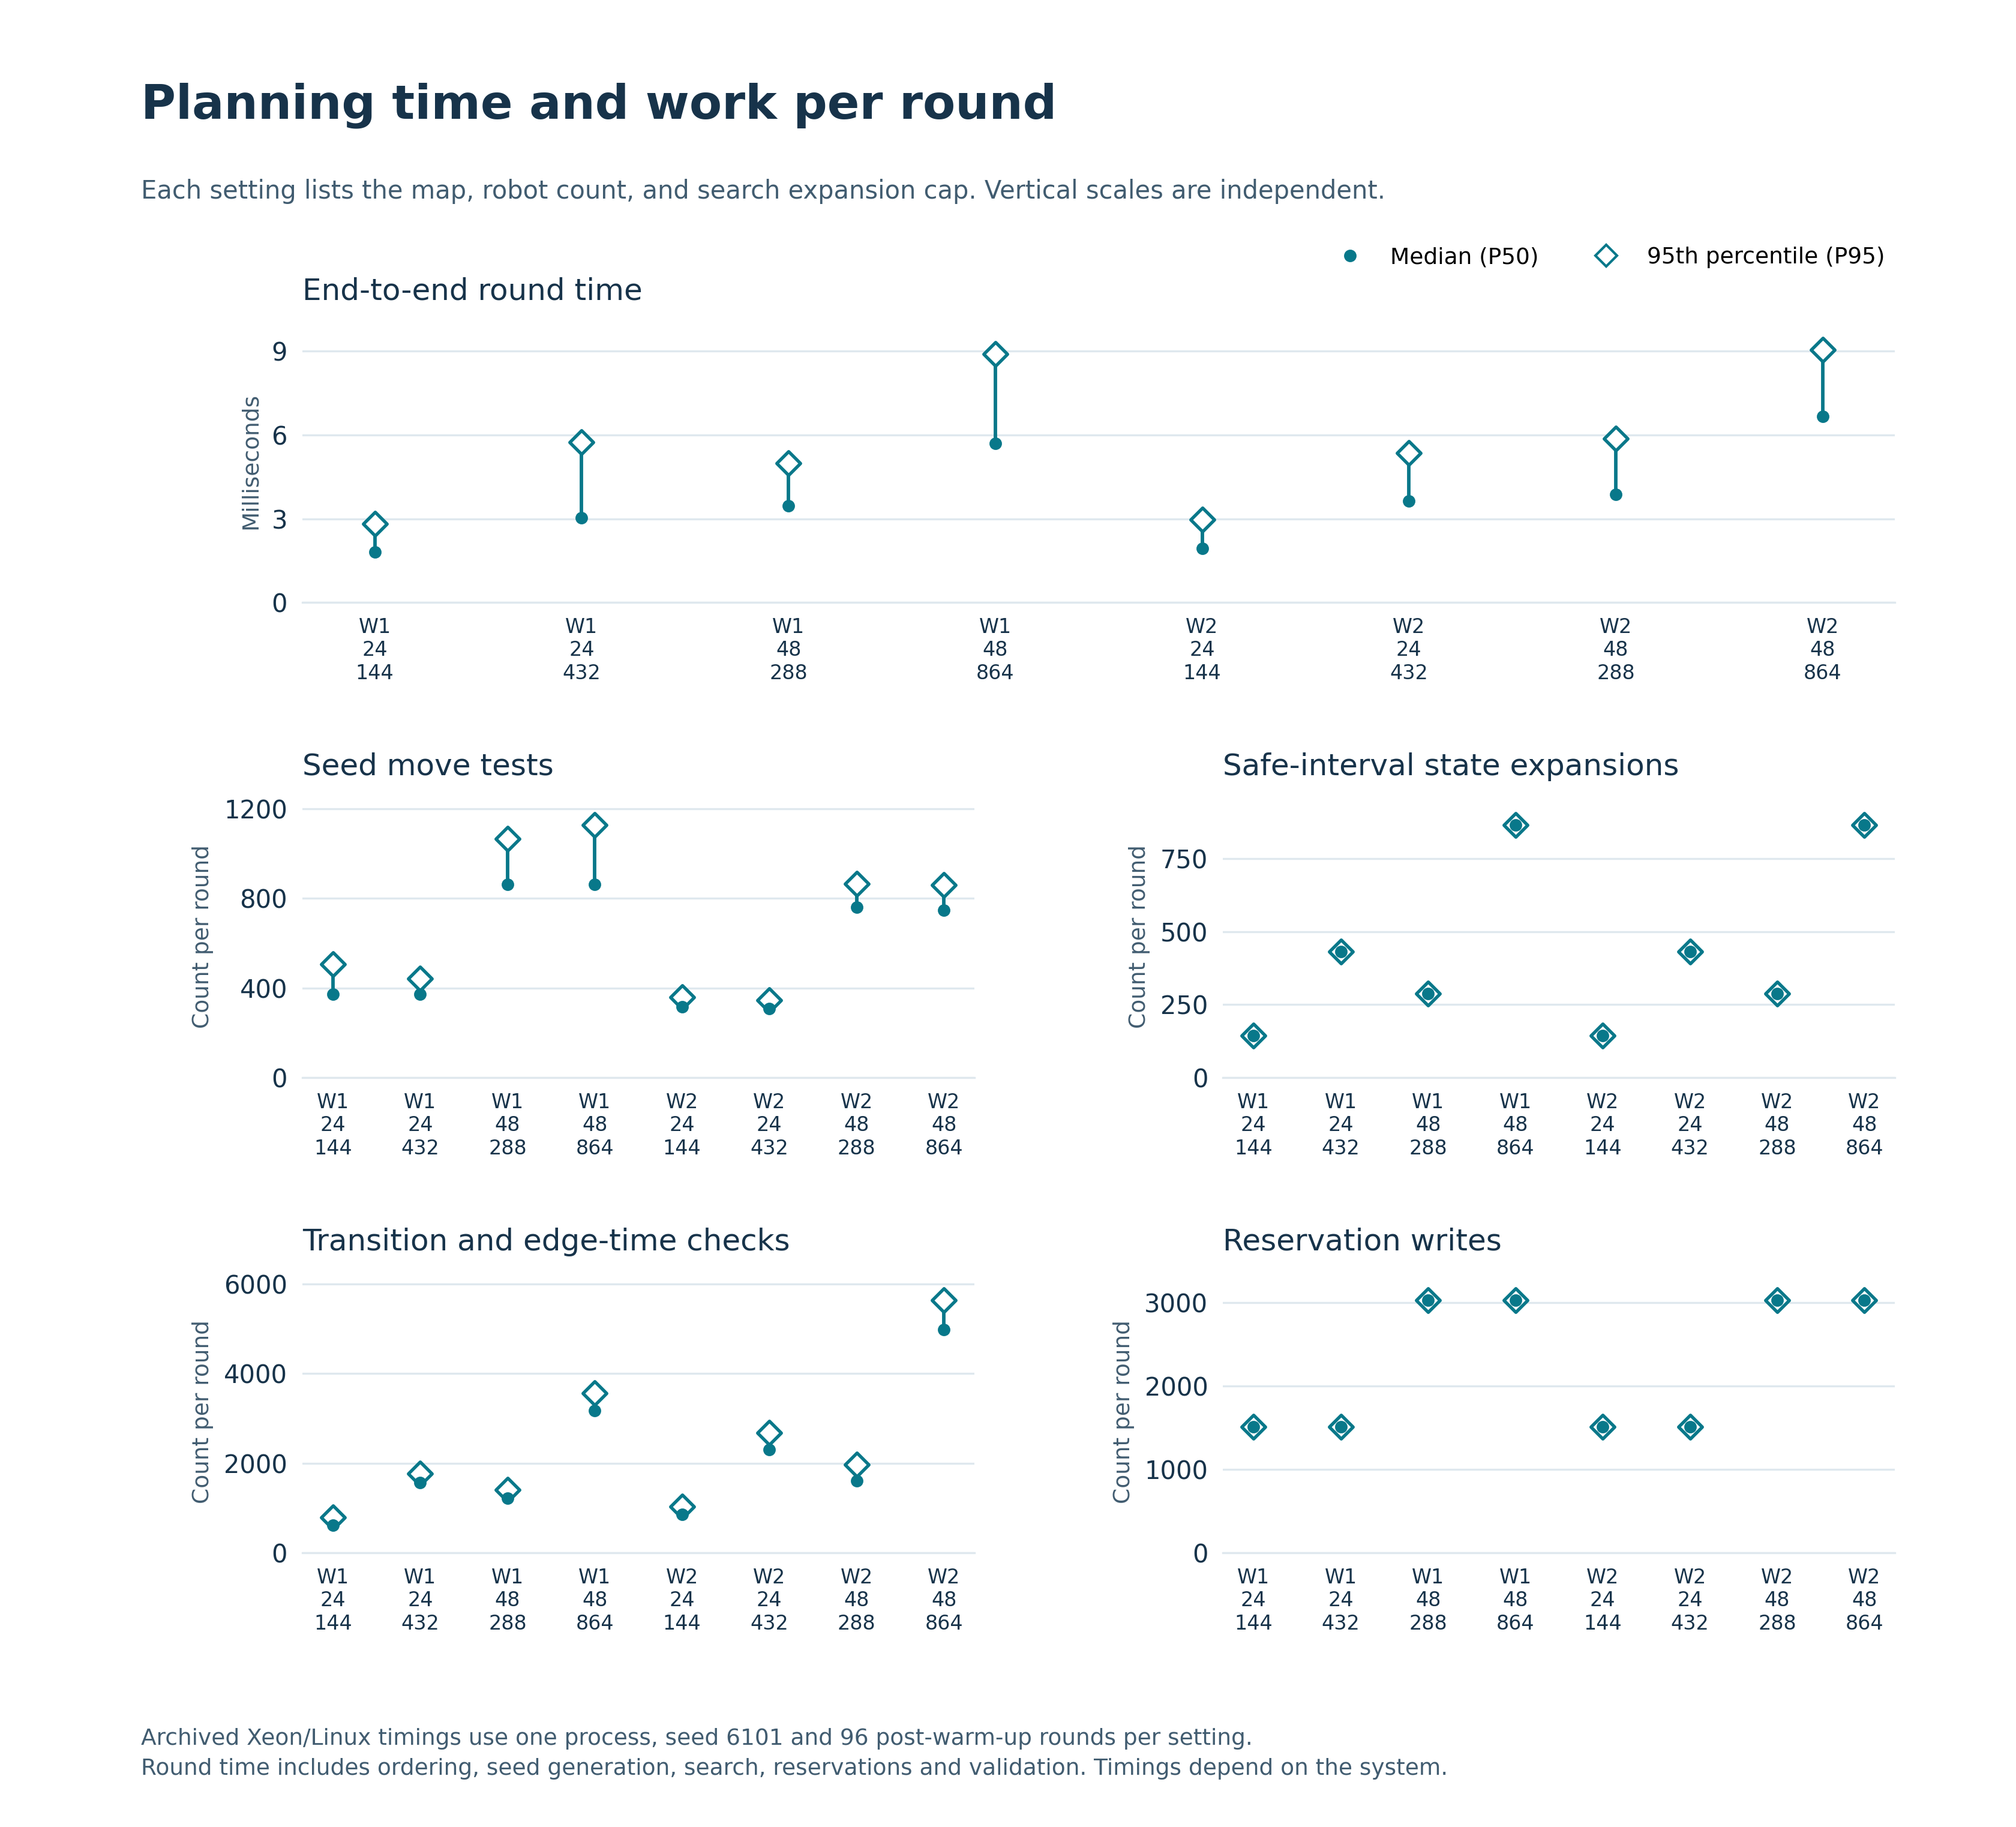 Planning time and work per round
Each setting lists the map, robot count, and search expansion cap. Vertical scales are independent.
Median (P50)
95th percentile (P95)
End-to-end round time
Milliseconds
9
6
3
0
W1 W1 W1 W1 W2 W2 W2 W2
24 24 48 48 24 24 48 48
144 432 288 864 144 432 288 864
Seed move tests
Count per round
1200
800
400
0
W1 W1 W1 W1 W2 W2 W2 W2
24 24 48 48 24 24 48 48
144 432 288 864 144 432 288 864
Safe-interval state expansions
Count per round
750
500
250
0
W1 W1 W1 W1 W2 W2 W2 W2
24 24 48 48 24 24 48 48
144 432 288 864 144 432 288 864
Transition and edge-time checks
Count per round
6000
4000
2000
0
W1 W1 W1 W1 W2 W2 W2 W2
24 24 48 48 24 24 48 48
144 432 288 864 144 432 288 864
Reservation writes
Count per round
3000
2000
1000
0
W1 W1 W1 W1 W2 W2 W2 W2
24 24 48 48 24 24 48 48
144 432 288 864 144 432 288 864
Archived Xeon/Linux timings use one process, seed 6101 and 96 post-warm-up rounds per setting.
Round time includes ordering, seed generation, search, reservations and validation. Timings depend on the system.